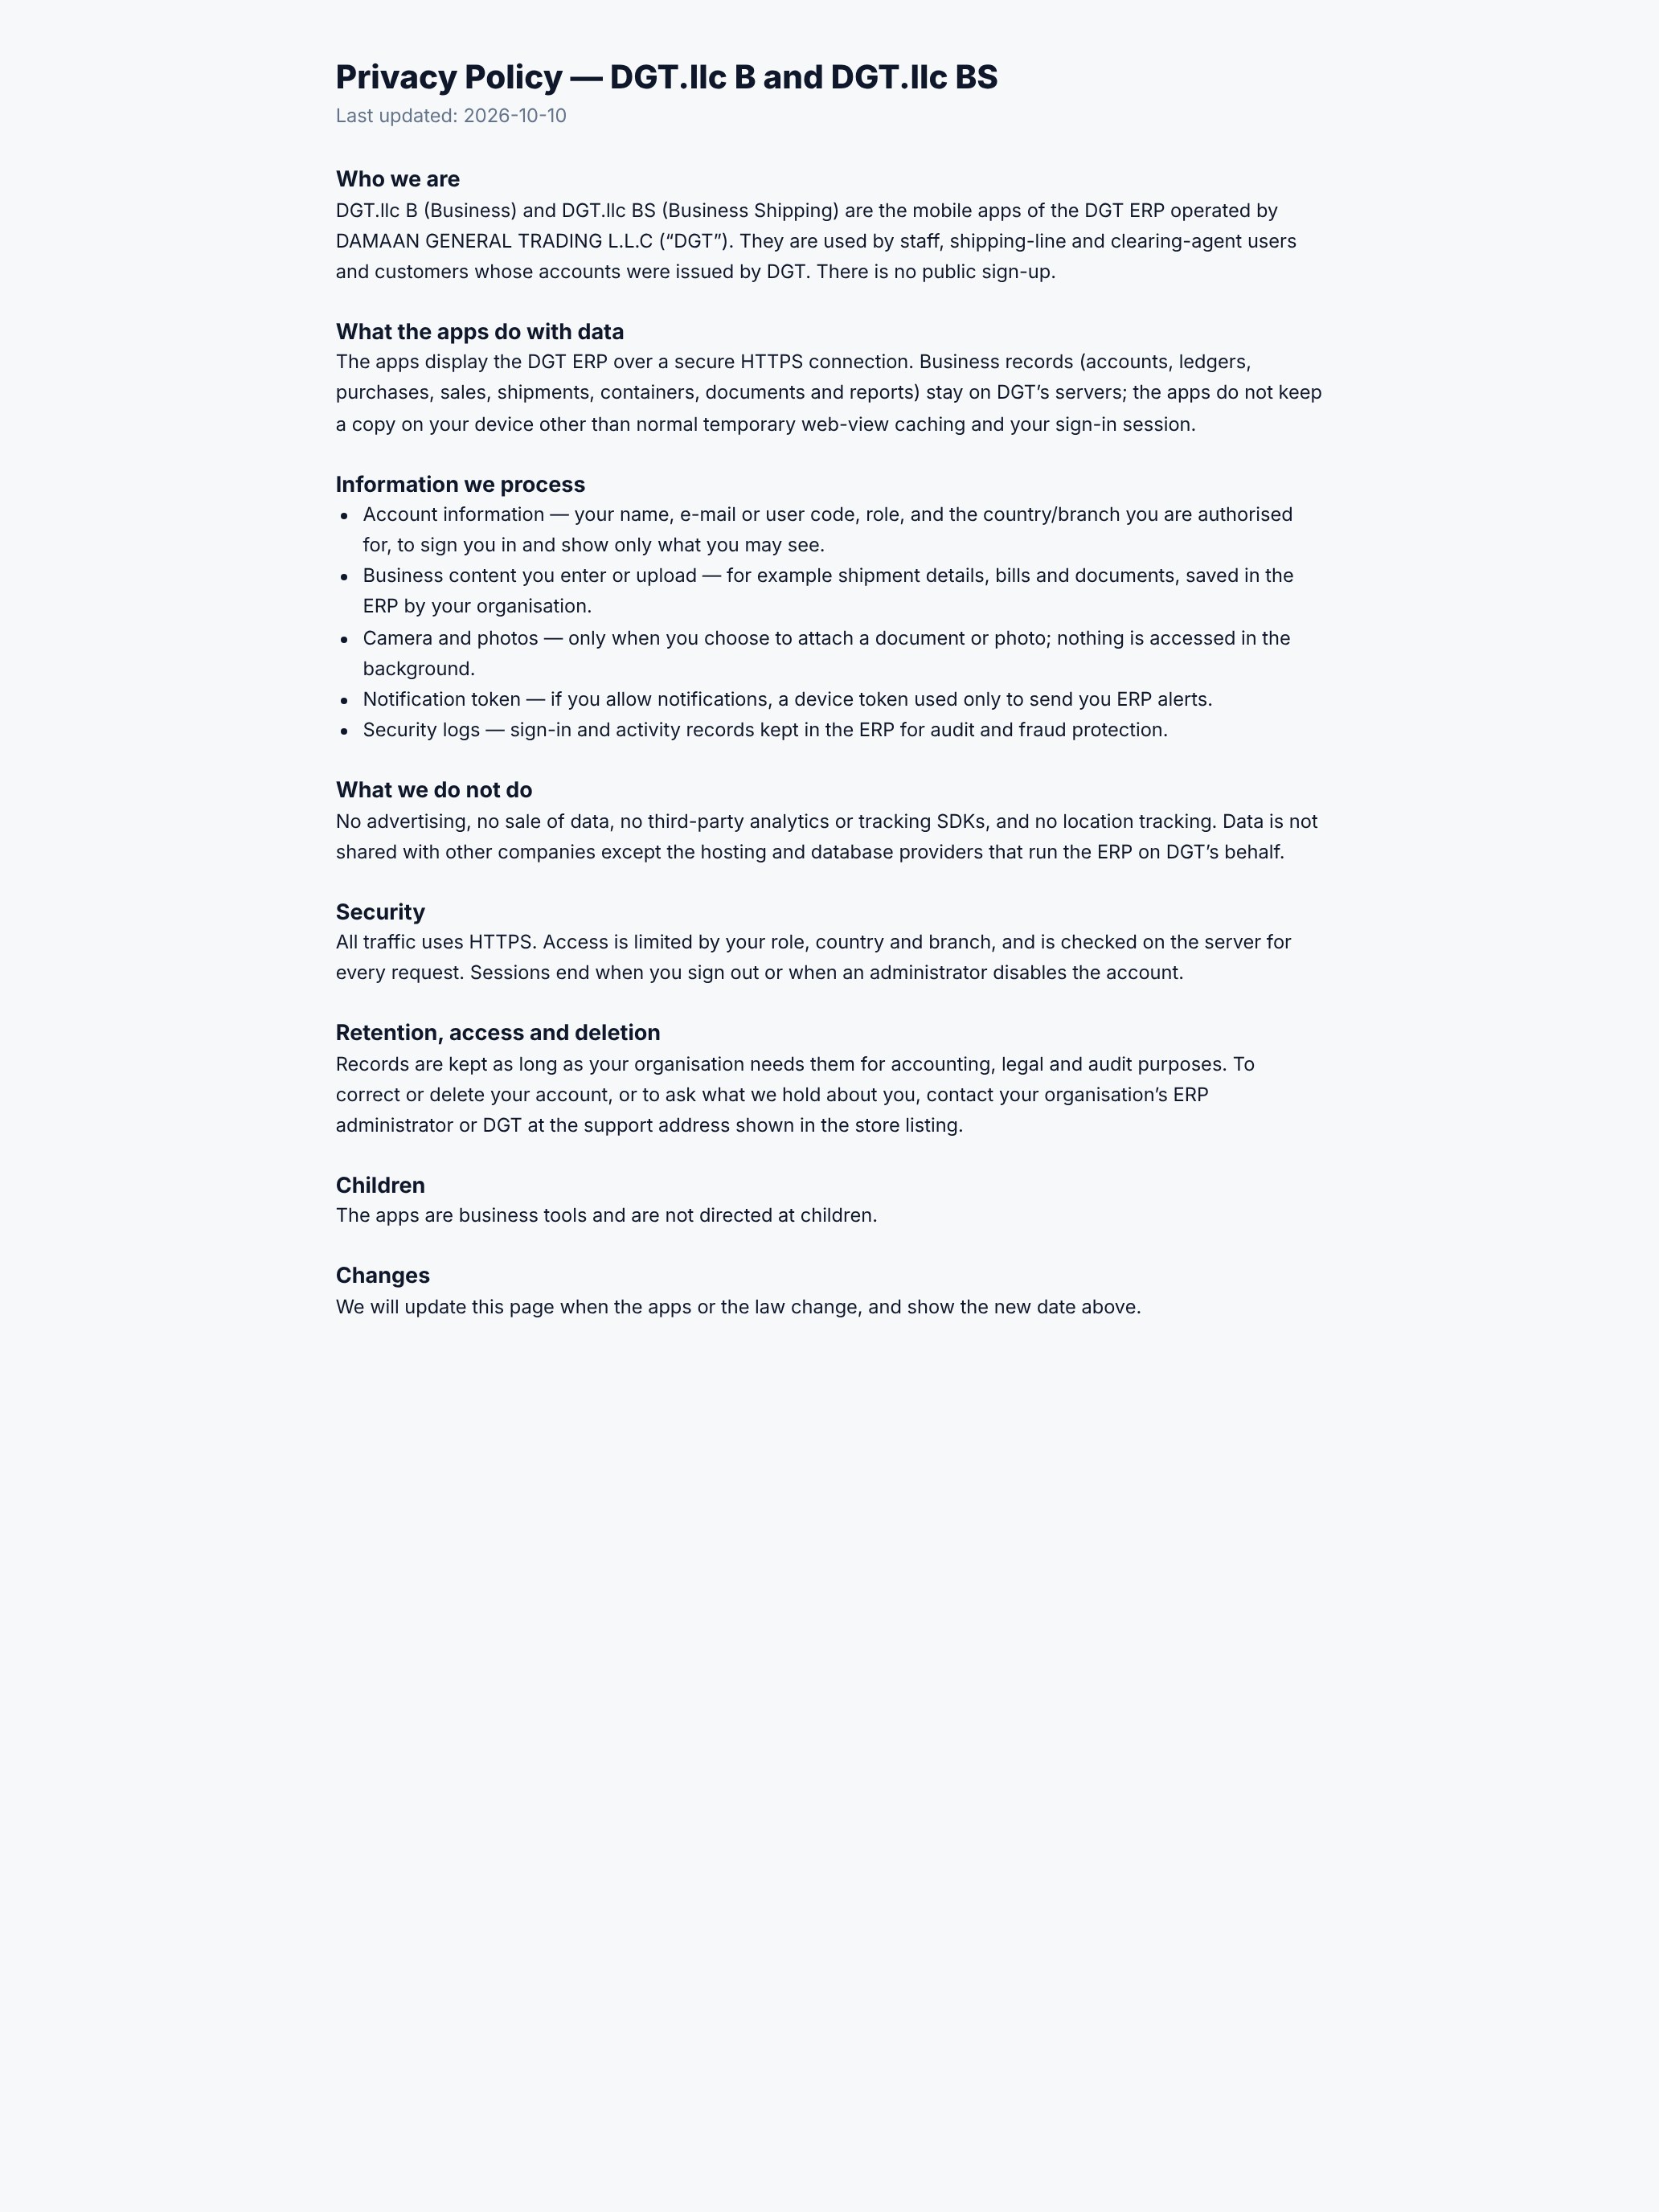 Privacy Policy — DGT.llc B and DGT.llc BS
Last updated: 2026-10-10
Who we are
DGT.llc B (Business) and DGT.llc BS (Business Shipping) are the mobile apps of the DGT ERP operated by
DAMAAN GENERAL TRADING L.L.C (“DGT”). They are used by staff, shipping-line and clearing-agent users
and customers whose accounts were issued by DGT. There is no public sign-up.
What the apps do with data
The apps display the DGT ERP over a secure HTTPS connection. Business records (accounts, ledgers,
purchases, sales, shipments, containers, documents and reports) stay on DGT’s servers; the apps do not keep
a copy on your device other than normal temporary web-view caching and your sign-in session.
Information we process
• Account information — your name, e-mail or user code, role, and the country/branch you are authorised
for, to sign you in and show only what you may see.
• Business content you enter or upload — for example shipment details, bills and documents, saved in the
ERP by your organisation.
• Camera and photos — only when you choose to attach a document or photo; nothing is accessed in the
background.
• Notification token — if you allow notifications, a device token used only to send you ERP alerts.
• Security logs — sign-in and activity records kept in the ERP for audit and fraud protection.
What we do not do
No advertising, no sale of data, no third-party analytics or tracking SDKs, and no location tracking. Data is not
shared with other companies except the hosting and database providers that run the ERP on DGT’s behalf.
Security
All traffic uses HTTPS. Access is limited by your role, country and branch, and is checked on the server for
every request. Sessions end when you sign out or when an administrator disables the account.
Retention, access and deletion
Records are kept as long as your organisation needs them for accounting, legal and audit purposes. To
correct or delete your account, or to ask what we hold about you, contact your organisation’s ERP
administrator or DGT at the support address shown in the store listing.
Children
The apps are business tools and are not directed at children.
Changes
We will update this page when the apps or the law change, and show the new date above.